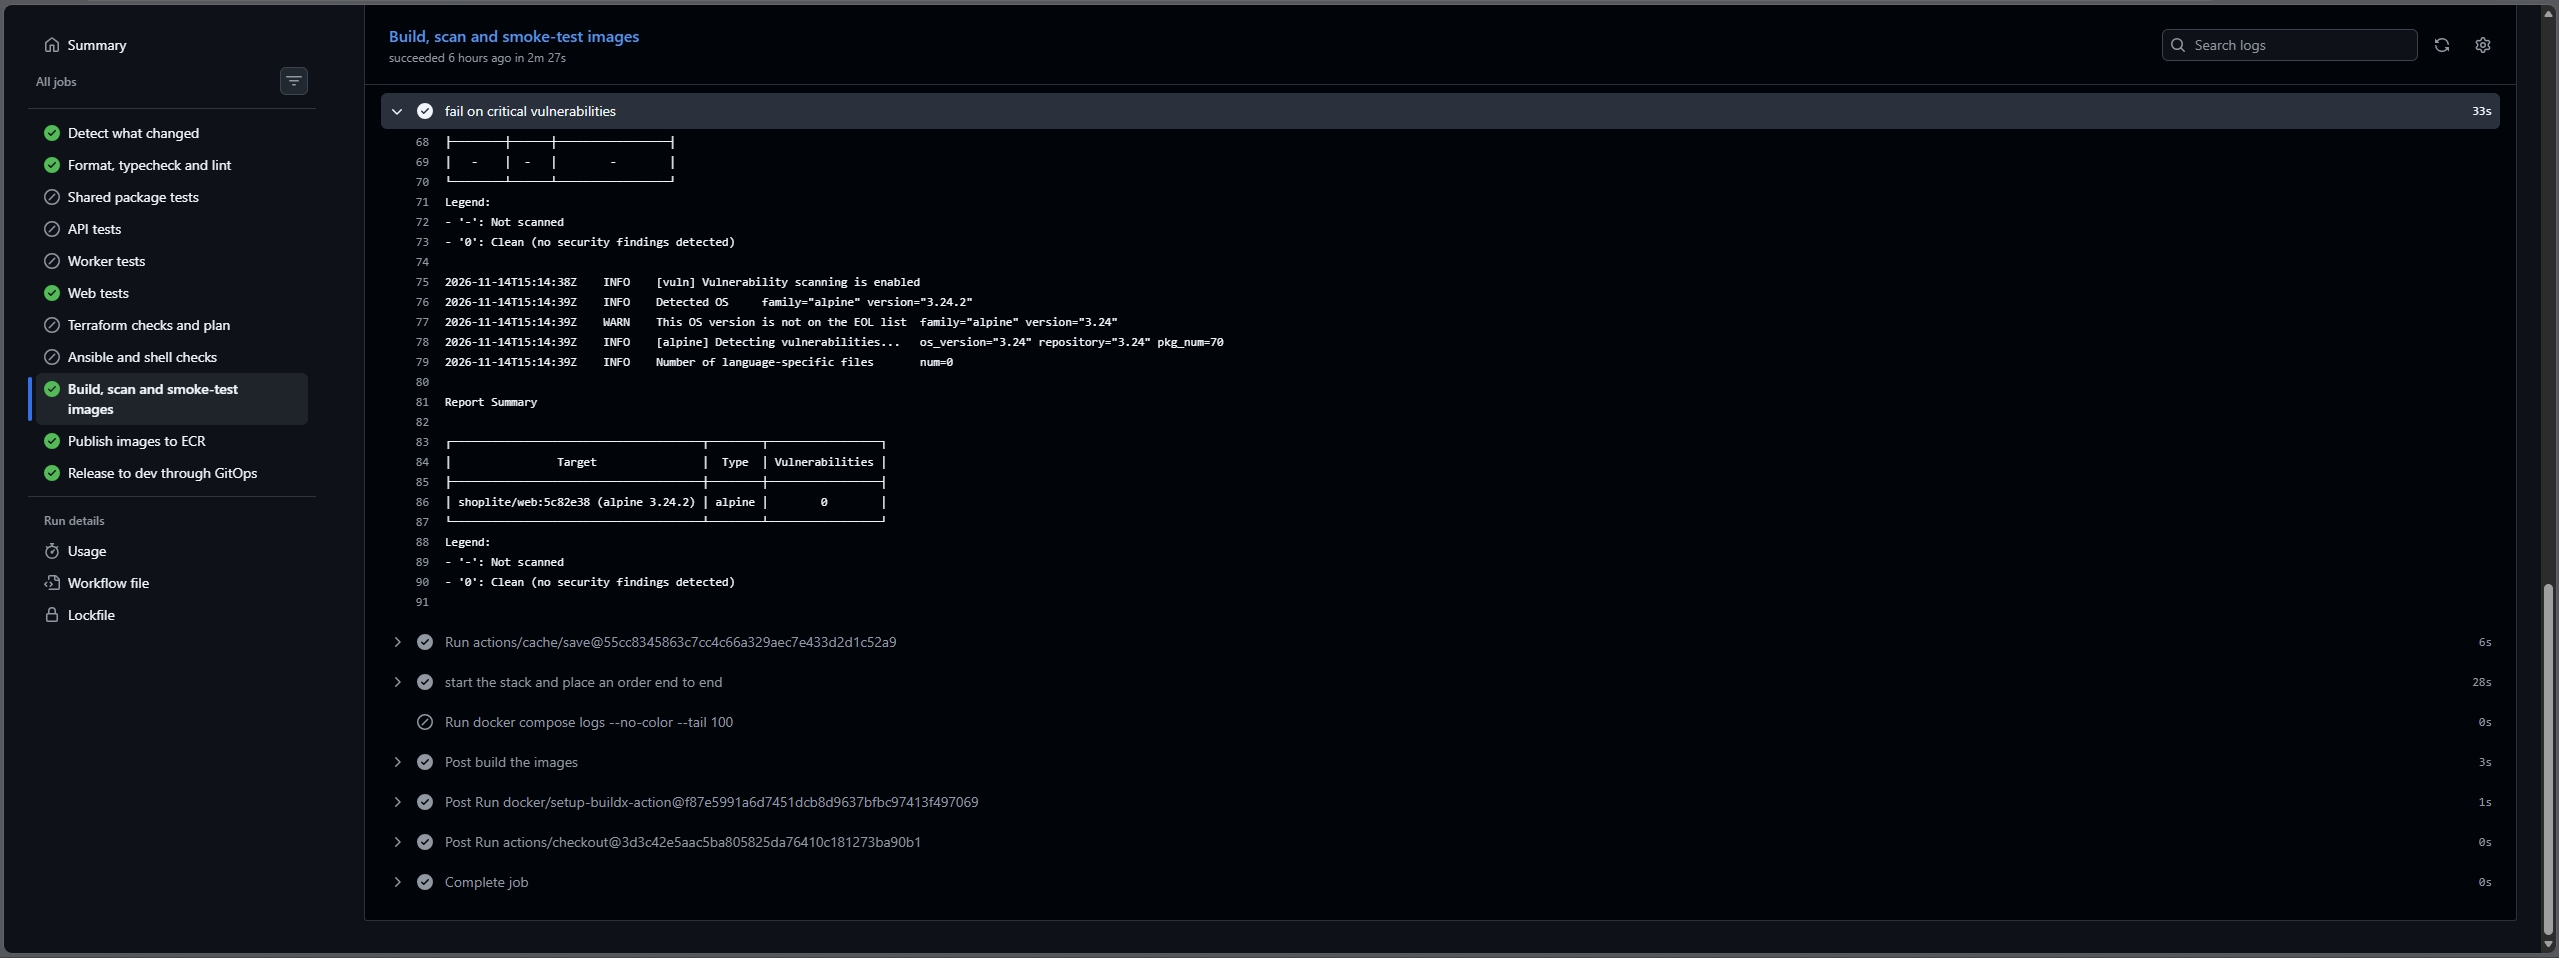 Summary
All jobs
Detect what changed
Format, typecheck and lint
Shared package tests
API tests
Worker tests
Web tests
Terraform checks and plan
Ansible and shell checks
Build, scan and smoke-test
images
Publish images to ECR
Release to dev through GitOps
Run details
Usage
Workflow file
Lockfile
Build, scan and smoke-test images
succeeded 6 hours ago in 2m 27s
Search logs
fail on critical vulnerabilities 33s
68
69 | - | - | - |
70
71 Legend:
72 - '-': Not scanned
73 - '0': Clean (no security findings detected)
74
75 2026-11-14T15:14:38Z INFO [vuln] Vulnerability scanning is enabled
76 2026-11-14T15:14:39Z INFO Detected OS family="alpine" version="3.24.2"
77 2026-11-14T15:14:39Z WARN This OS version is not on the EOL list family="alpine" version="3.24"
78 2026-11-14T15:14:39Z INFO [alpine] Detecting vulnerabilities... os_version="3.24" repository="3.24" pkg_num=70
79 2026-11-14T15:14:39Z INFO Number of language-specific files num=0
80
81 Report Summary
82
83
84 | Target | Type | Vulnerabilities |
85
86 | shoplite/web:5c82e38 (alpine 3.24.2) | alpine | 0 |
87
88 Legend:
89 - '-': Not scanned
90 - '0': Clean (no security findings detected)
91
Run actions/cache/save@55cc8345863c7cc4c66a329aec7e433d2d1c52a9 6s
start the stack and place an order end to end 28s
Run docker compose logs --no-color --tail 100 0s
Post build the images 3s
Post Run docker/setup-buildx-action@f87e5991a6d7451dcb8d9637bfbc97413f497069 1s
Post Run actions/checkout@3d3c42e5aac5ba805825da76410c181273ba90b1 0s
Complete job 0s